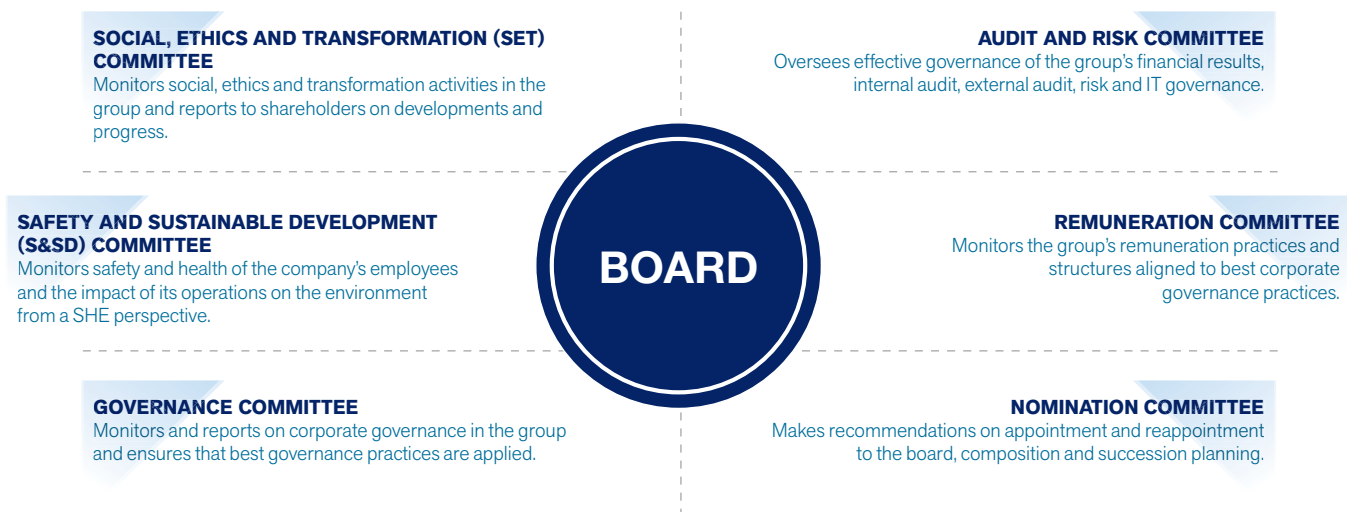 SOCIAL, ETHICS AND TRANSFORMATION (SET)
COMMITTEE
Monitors social, ethics and transformation activities in the
group and reports to shareholders on developments and
progress.
AUDIT AND RISK COMMITTEE
Oversees effective governance of the group's financial results,
internal audit, external audit, risk and IT governance.
SAFETY AND SUSTAINABLE DEVELOPMENT
(S&SD) COMMITTEE
Monitors safety and health of the company's employees
and the impact of its operations on the environment
from a SHE perspective.
BOARD
REMUNERATION COMMITTEE
Monitors the group's remuneration practices and
structures aligned to best corporate
governance practices.
GOVERNANCE COMMITTEE
Monitors and reports on corporate governance in the group
and ensures that best governance practices are applied.
NOMINATION COMMITTEE
Makes recommendations on appointment and reappointment
to the board, composition and succession planning.